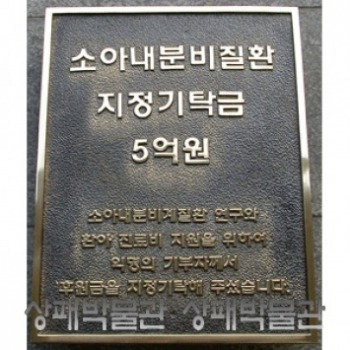 소아내분비질환
지정기탁금
5억원
소아내분비계질환 연구와
환아 진료비 지원을 위하여
익명의 기부자께서
후원금을 지정기탁해 주셨습니다.
상패박물관 상패박물관